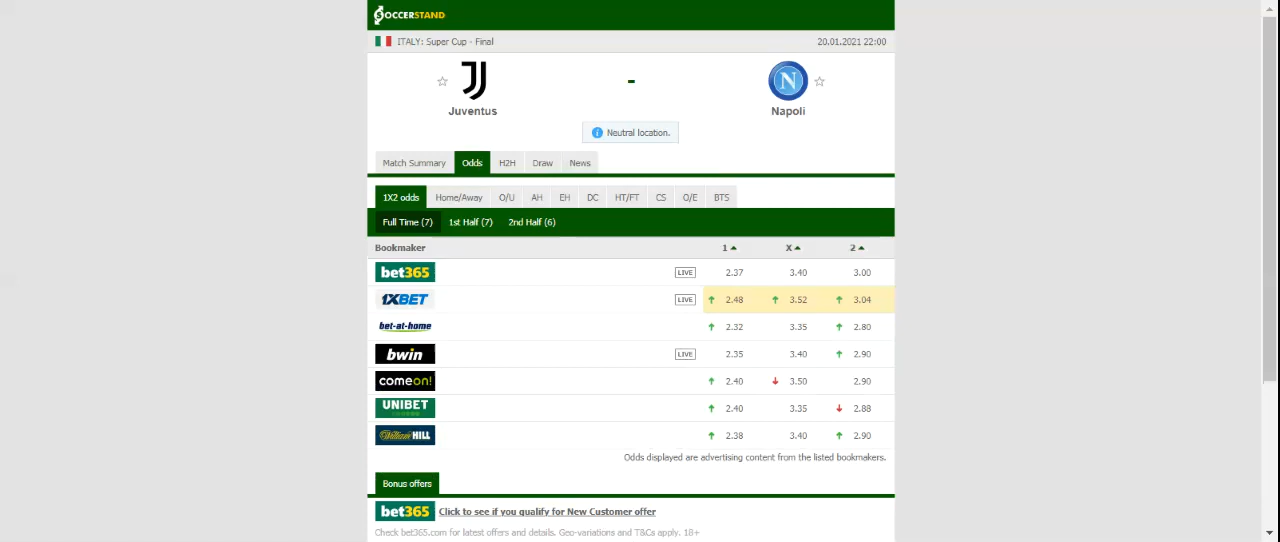 SOCCERSTAND
ITALY: Super Cup - Final 20.01.2021 22:00
Juventus - Napoli
Neutral location.
Match Summary Odds H2H Draw News
1X2 odds Home/Away O/U AH EH DC HT/FT CS O/E BTS
Full Time (7) 1st Half (7) 2nd Half (6)
Bookmaker 1 X 2
bet365 LIVE 2.37 3.40 3.00
1XBET LIVE 2.48 3.52 3.04
bet-at-home 2.32 3.35 2.80
bwin LIVE 2.35 3.40 2.90
comeon! 2.40 3.50 2.90
UNIBET 2.40 3.35 2.88
William HILL 2.38 3.40 2.90
Odds displayed are advertising content from the listed bookmakers.
Bonus offers
bet365 Click to see if you qualify for New Customer offer
Check bet365.com for latest offers and details. Geo-variations and T&Cs apply. 18+